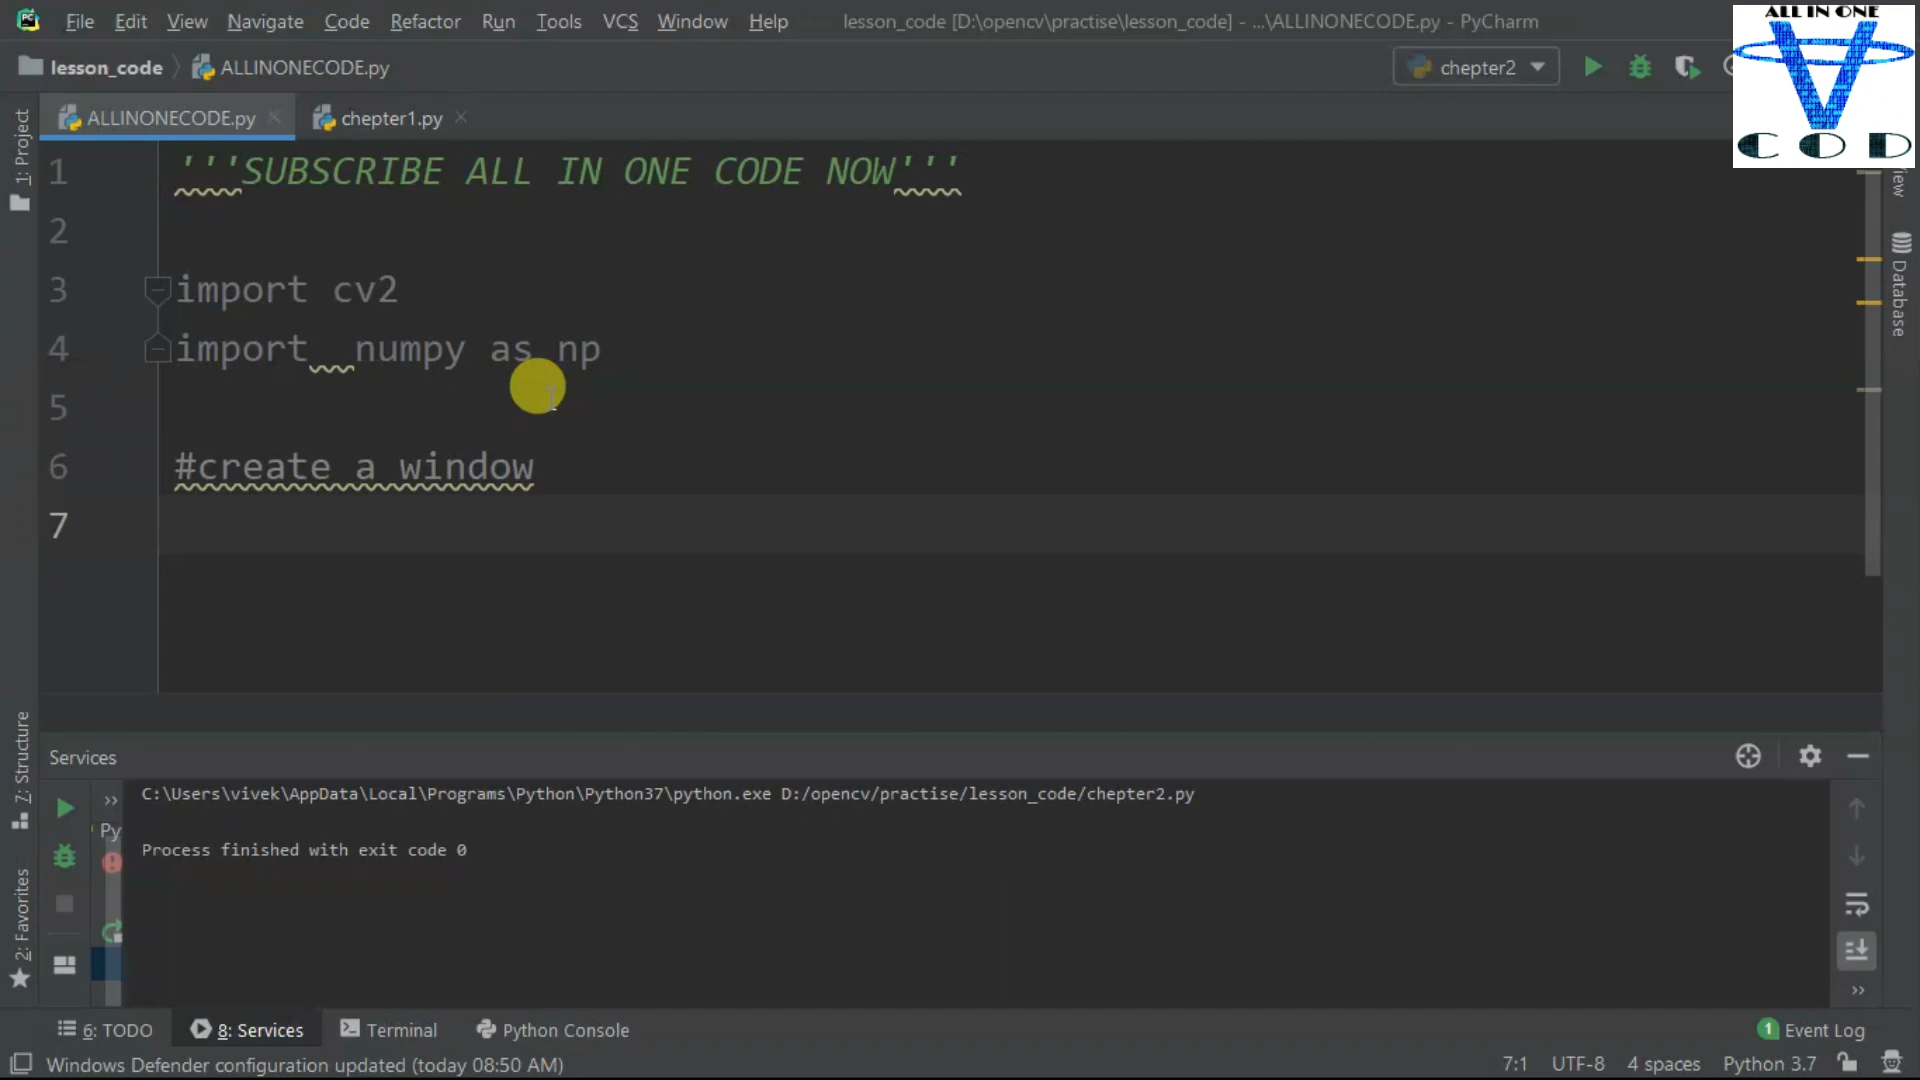 File Edit View Navigate Code Refactor Run Tools VCS Window Help lesson_code [D:\opencv\practise\lesson_code] - ...\ALLINONECODE.py - PyCharm
ALL IN ONE
COD
lesson_code ALLINONECODE.py chepter2
ALLINONECODE.py chepter1.py
1: Project
1 '''SUBSCRIBE ALL IN ONE CODE NOW'''
2
3 import cv2
4 import  numpy as np
5
6 #create a window
7
Database
7: Structure
2: Favorites
Services
C:\Users\vivek\AppData\Local\Programs\Python\Python37\python.exe D:/opencv/practise/lesson_code/chepter2.py
Py
Process finished with exit code 0
6: TODO 8: Services Terminal Python Console 1 Event Log
Windows Defender configuration updated (today 08:50 AM) 7:1 UTF-8 4 spaces Python 3.7